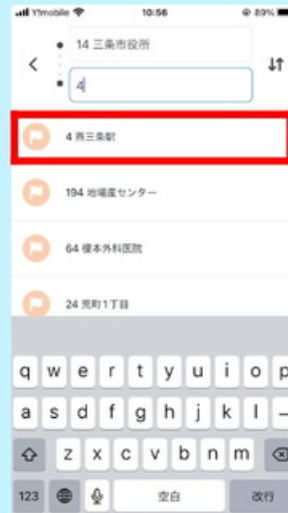 Y!mobile 10:56 89%
14 三条市役所
4
4 燕三条駅
194 地場産センター
64 榎本外科医院
24 荒町1丁目
q w e r t y u i o p
a s d f g h j k l -
z x c v b n m
123 空白 改行